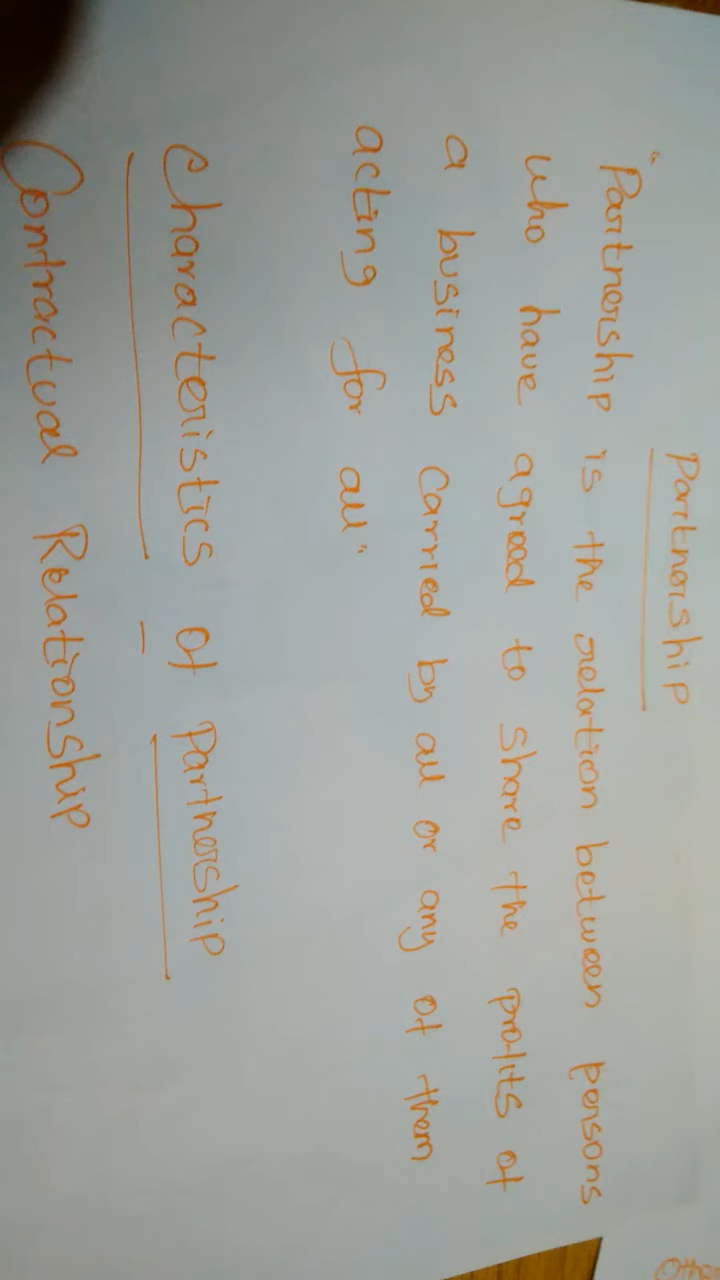 Partnership
"Partnership is the relation between persons
who have agreed to share the profits of
a business carried by all or any of them
acting for all"
Characteristics of Partnership
Contractual Relationship